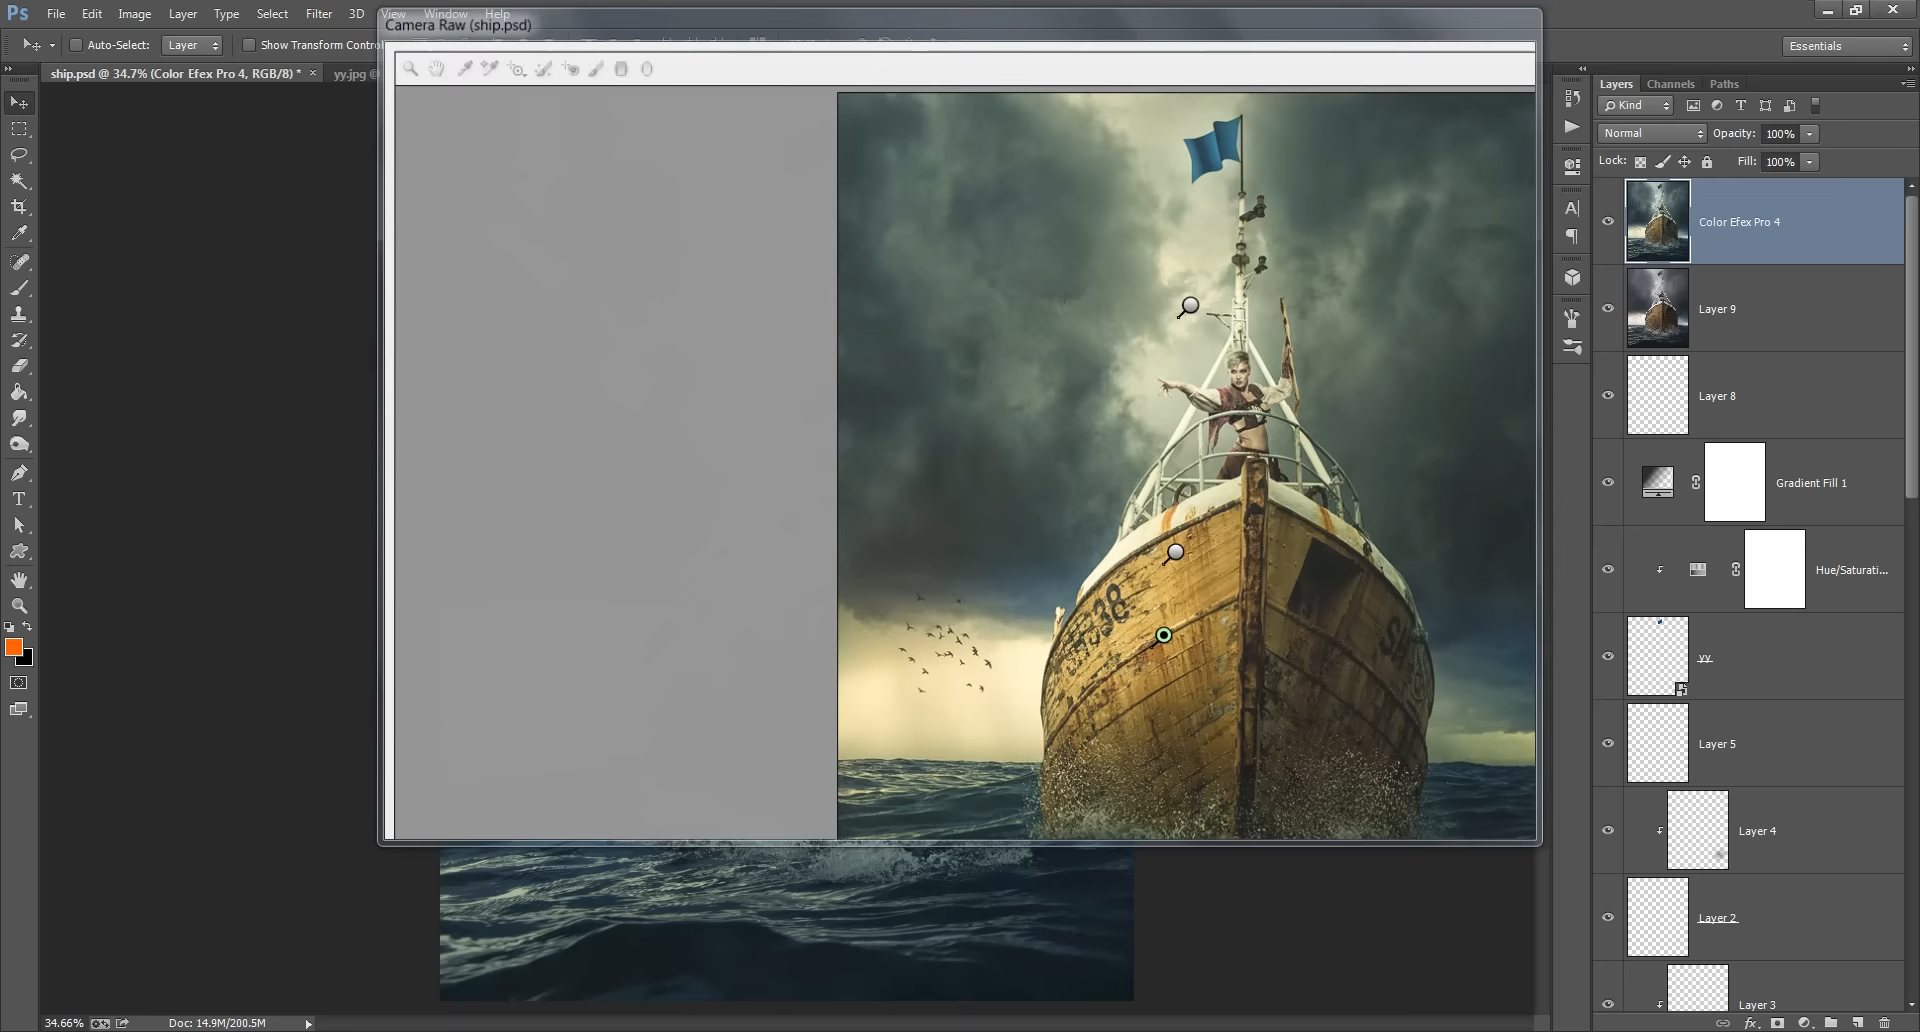 Ps File Edit Image Layer Type Select Filter 3D View Window Help
Camera Raw (ship.psd)
Auto-Select: Layer Show Transform Control
Essentials
ship.psd @ 34.7% (Color Efex Pro 4, RGB/8) * × yy.jpg @
Layers Channels Paths
Kind
Normal Opacity: 100%
Lock: Fill: 100%
Color Efex Pro 4
Layer 9
Layer 8
Gradient Fill 1
Hue/Saturati...
yy
Layer 5
Layer 4
Layer 2
Layer 3
38
34.66% Doc: 14.9M/200.5M